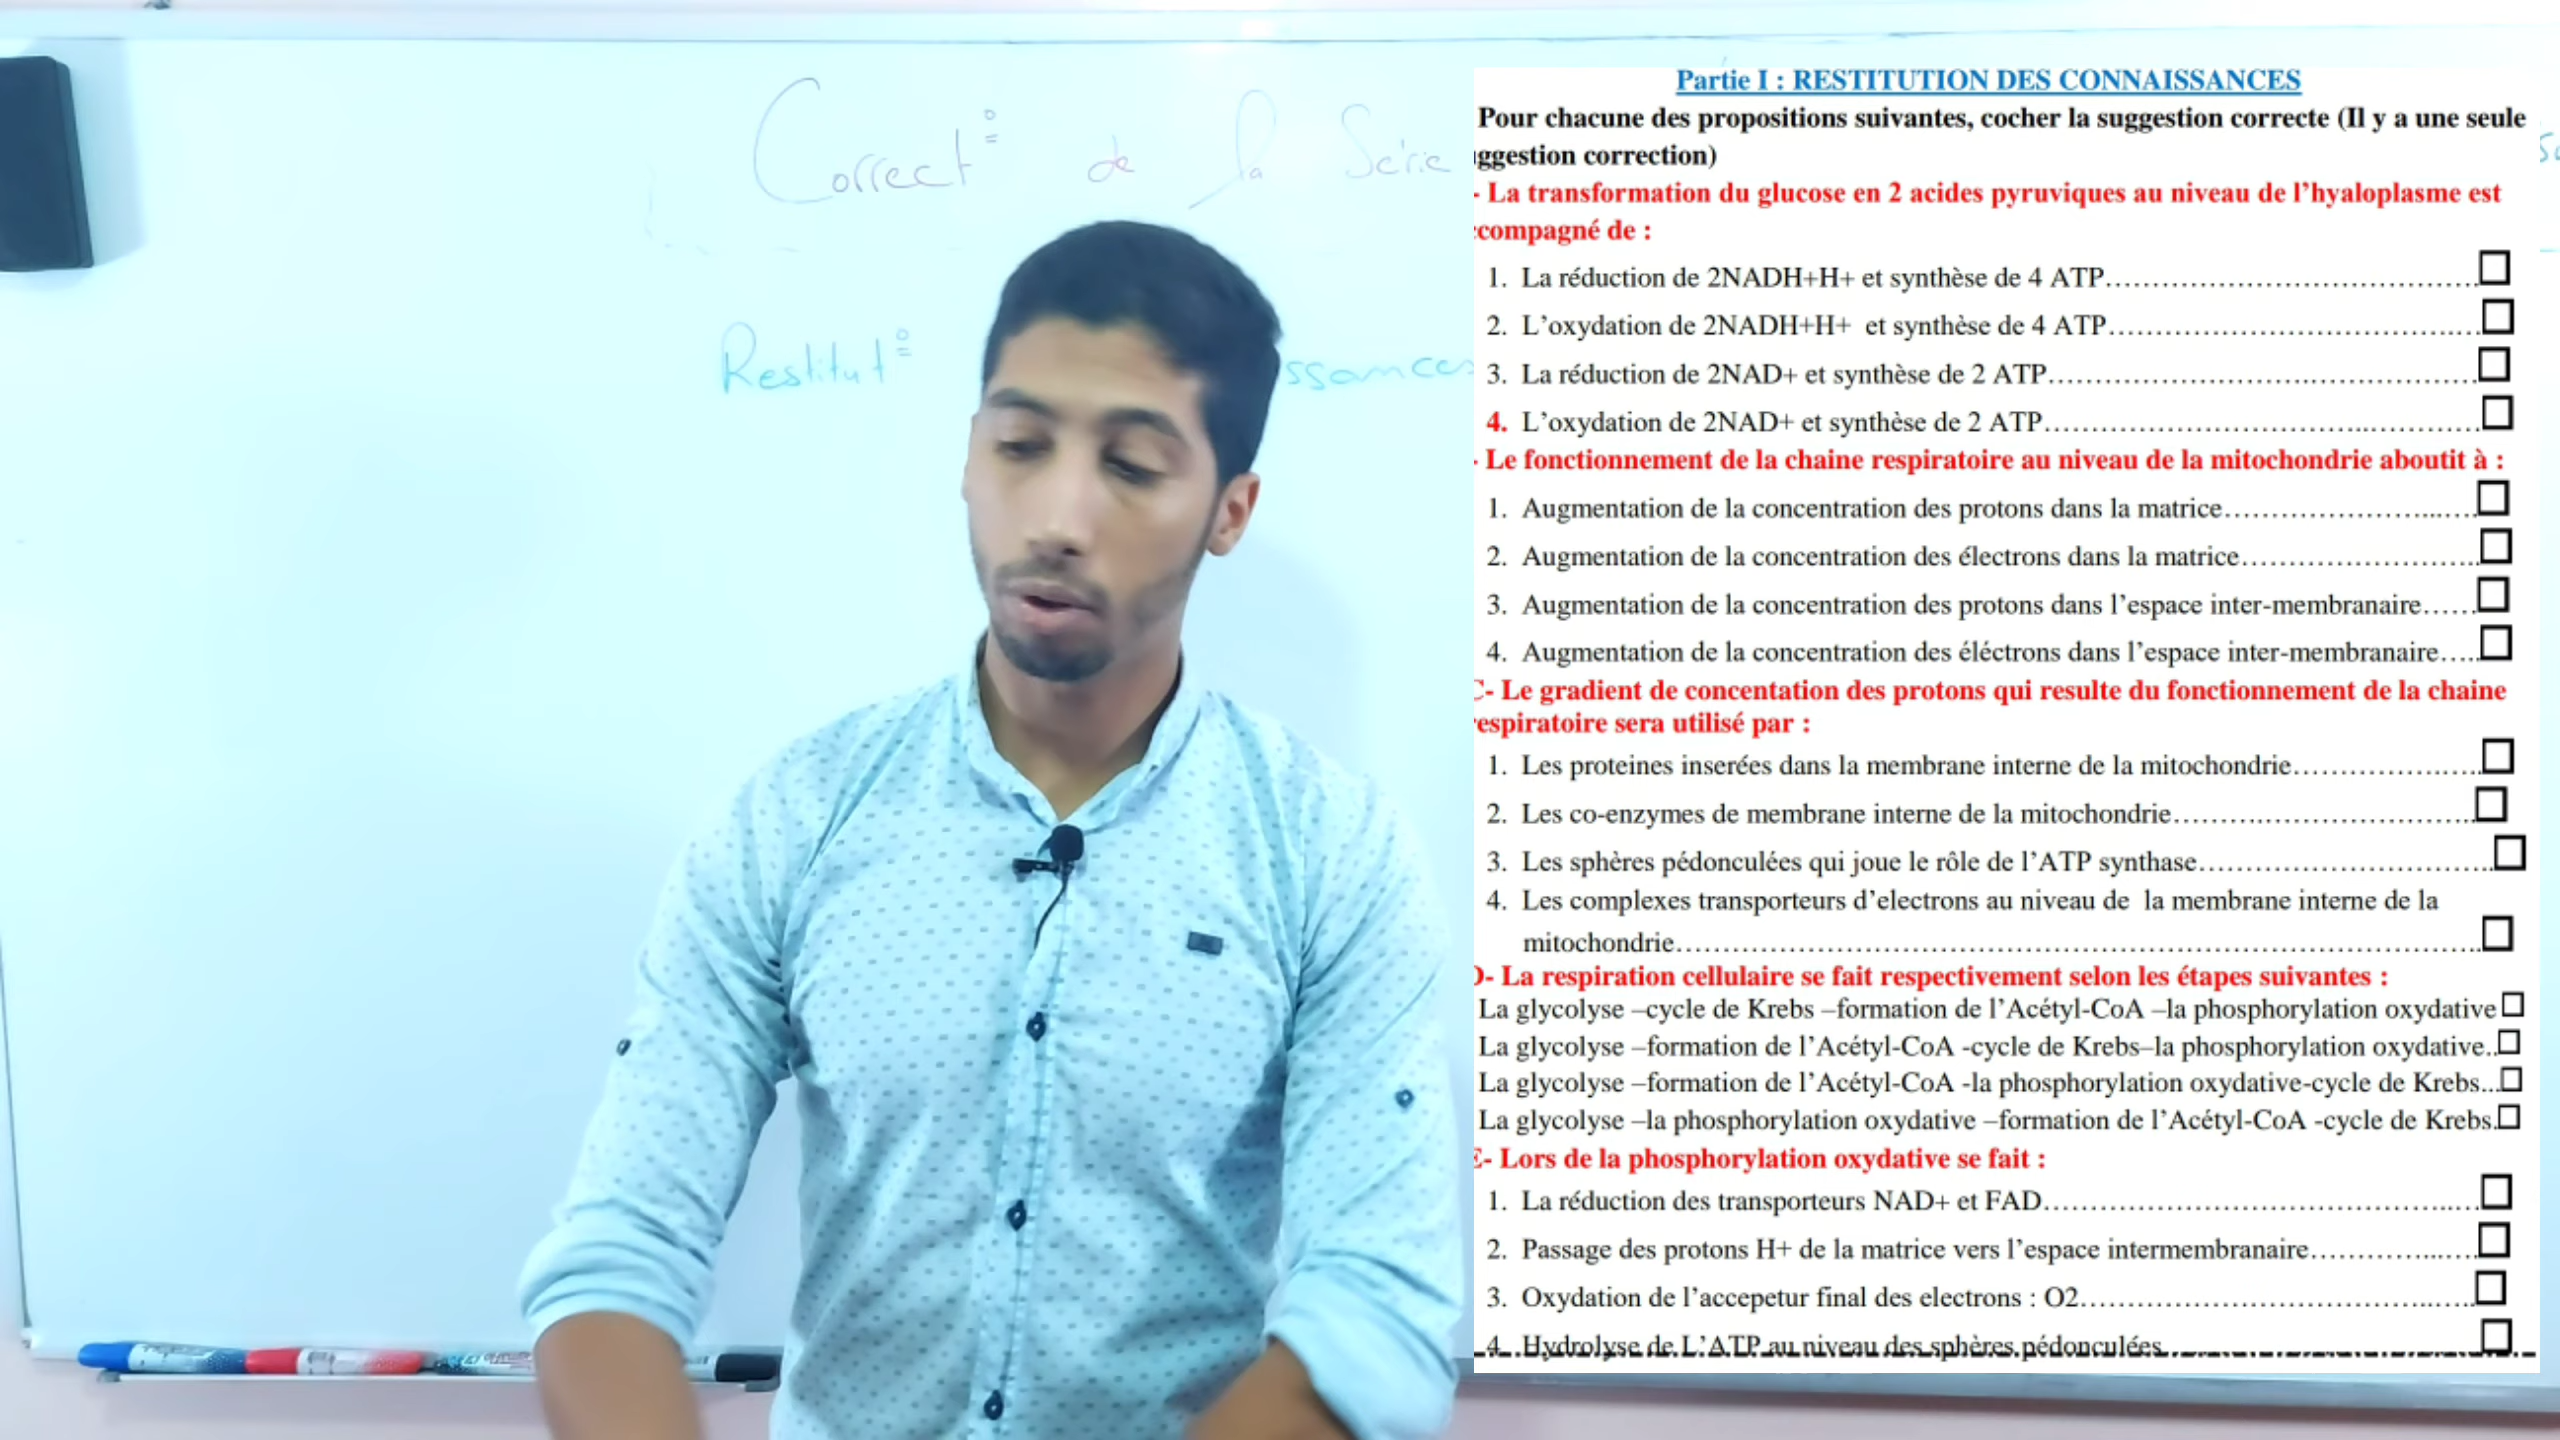 Correct° de la Série
Restitut° ssances
Partie I : RESTITUTION DES CONNAISSANCES
Pour chacune des propositions suivantes, cocher la suggestion correcte (Il y a une seule
ggestion correction)
- La transformation du glucose en 2 acides pyruviques au niveau de l'hyaloplasme est
compagné de :
1. La réduction de 2NADH+H+ et synthèse de 4 ATP
2. L'oxydation de 2NADH+H+ et synthèse de 4 ATP
3. La réduction de 2NAD+ et synthèse de 2 ATP
4. L'oxydation de 2NAD+ et synthèse de 2 ATP
- Le fonctionnement de la chaine respiratoire au niveau de la mitochondrie aboutit à :
1. Augmentation de la concentration des protons dans la matrice
2. Augmentation de la concentration des électrons dans la matrice
3. Augmentation de la concentration des protons dans l'espace inter-membranaire
4. Augmentation de la concentration des éléctrons dans l'espace inter-membranaire
C- Le gradient de concentation des protons qui resulte du fonctionnement de la chaine
respiratoire sera utilisé par :
1. Les proteines inserées dans la membrane interne de la mitochondrie
2. Les co-enzymes de membrane interne de la mitochondrie
3. Les sphères pédonculées qui joue le rôle de l'ATP synthase
4. Les complexes transporteurs d'electrons au niveau de la membrane interne de la
mitochondrie
D- La respiration cellulaire se fait respectivement selon les étapes suivantes :
La glycolyse –cycle de Krebs –formation de l'Acétyl-CoA –la phosphorylation oxydative
La glycolyse –formation de l'Acétyl-CoA -cycle de Krebs–la phosphorylation oxydative..
La glycolyse –formation de l'Acétyl-CoA -la phosphorylation oxydative-cycle de Krebs...
La glycolyse –la phosphorylation oxydative –formation de l'Acétyl-CoA -cycle de Krebs.
E- Lors de la phosphorylation oxydative se fait :
1. La réduction des transporteurs NAD+ et FAD
2. Passage des protons H+ de la matrice vers l'espace intermembranaire
3. Oxydation de l'accepetur final des electrons : O2
4. Hydrolyse de L'ATP au niveau des sphères pédonculées